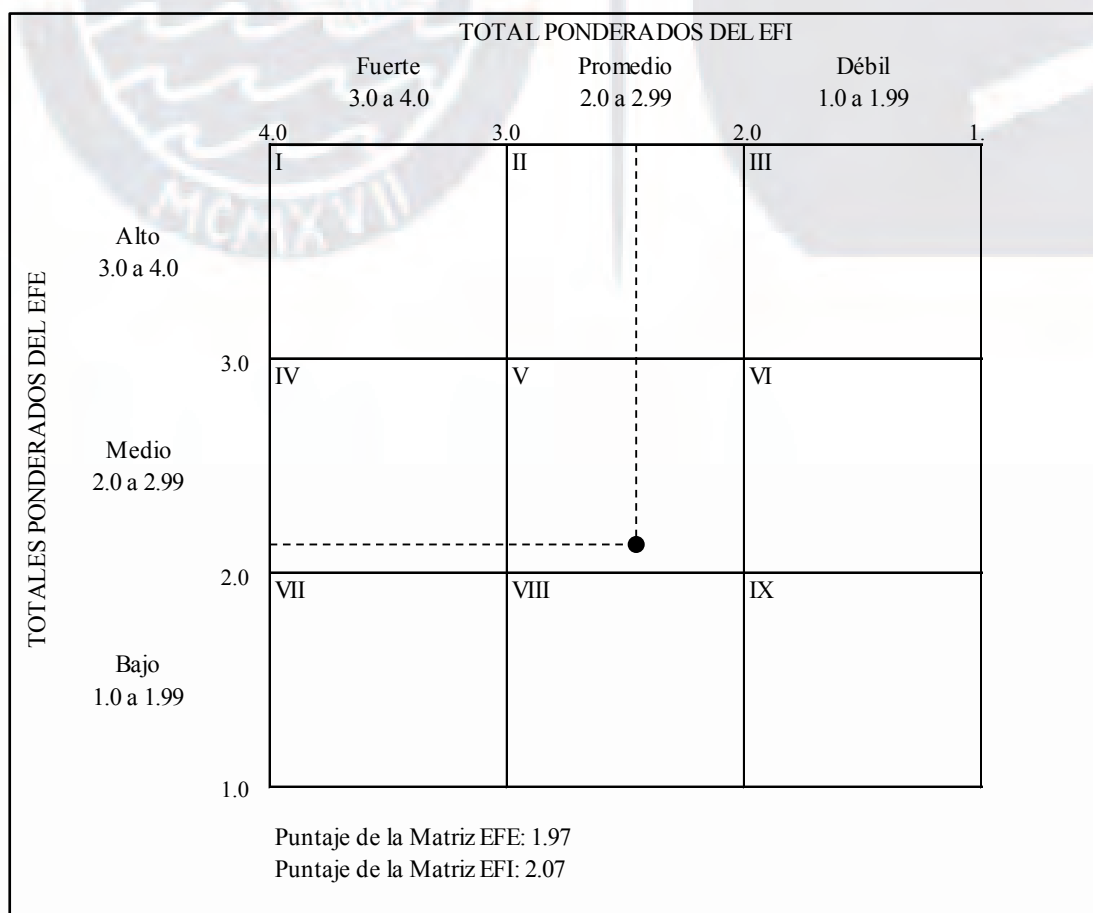 TOTAL PONDERADOS DEL EFI
Fuerte Promedio Débil
3.0 a 4.0 2.0 a 2.99 1.0 a 1.99
4.0 3.0 2.0 1.
I II III
MCMXVII
Alto
3.0 a 4.0
TOTALES PONDERADOS DEL EFE
3.0
IV V VI
Medio
2.0 a 2.99
2.0
VII VIII IX
Bajo
1.0 a 1.99
1.0
Puntaje de la Matriz EFE: 1.97
Puntaje de la Matriz EFI: 2.07